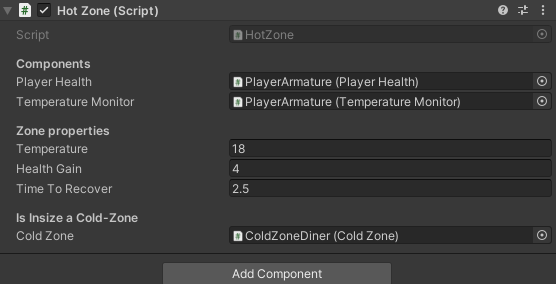 Hot Zone (Script)
Script HotZone
Components
Player Health PlayerArmature (Player Health)
Temperature Monitor PlayerArmature (Temperature Monitor)
Zone properties
Temperature 18
Health Gain 4
Time To Recover 2.5
Is Insize a Cold-Zone
Cold Zone ColdZoneDiner (Cold Zone)
Add Component